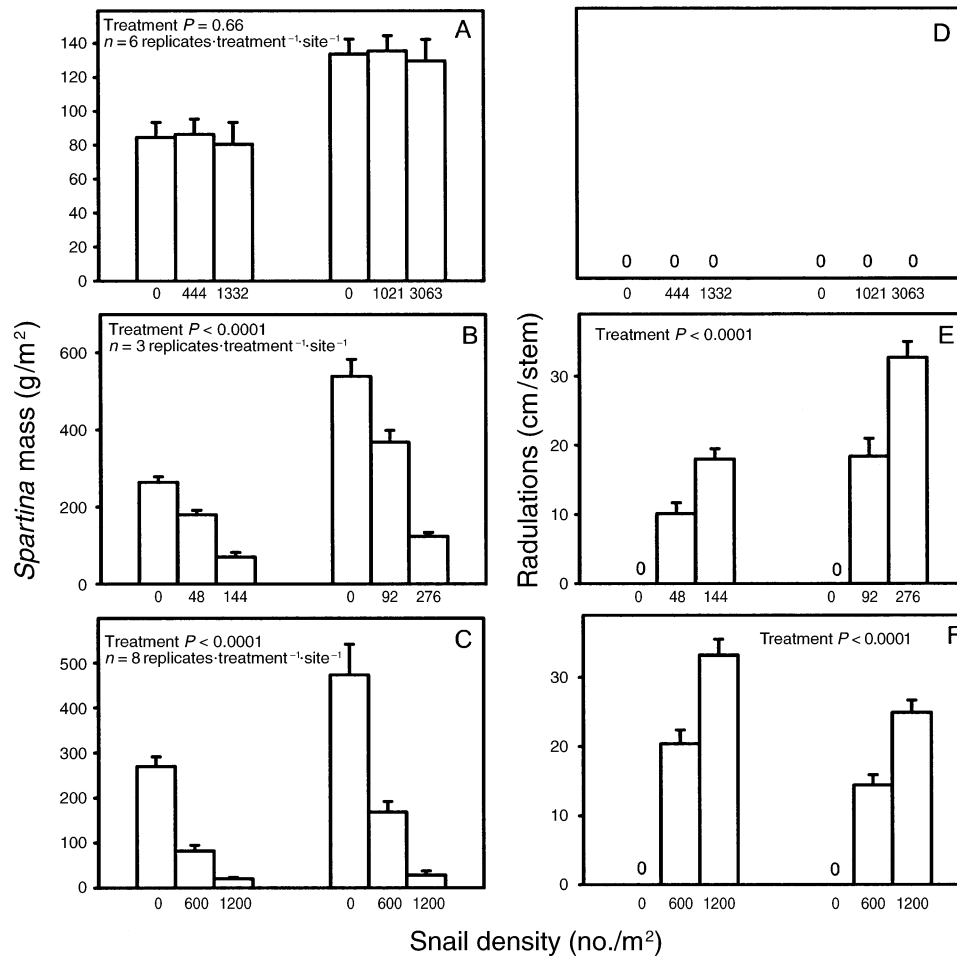 Treatment P = 0.66
n = 6 replicates·treatment⁻¹·site⁻¹
A
140
120
100
80
60
40
20
0
0 444 1332 0 1021 3063
D
0 0 0 0 0 0
0 444 1332 0 1021 3063
Treatment P < 0.0001
n = 3 replicates·treatment⁻¹·site⁻¹
B
600
400
200
0
0 48 144 0 92 276
Treatment P < 0.0001
E
30
20
10
0
0 0
0 48 144 0 92 276
Treatment P < 0.0001
n = 8 replicates·treatment⁻¹·site⁻¹
C
500
400
300
200
100
0
0 600 1200 0 600 1200
Treatment P < 0.0001
F
30
20
10
0
0 0
0 600 1200 0 600 1200
Spartina mass (g/m²)
Radulations (cm/stem)
Snail density (no./m²)